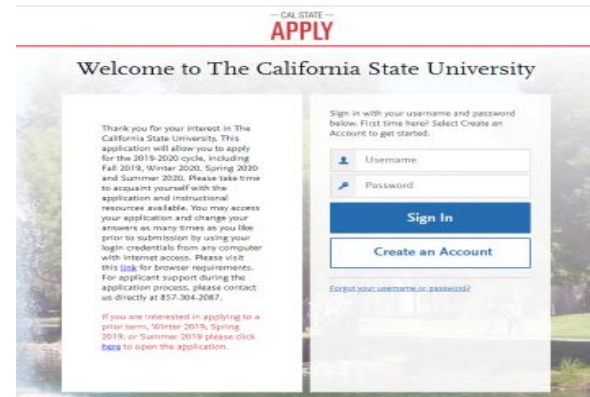 CAL STATE
APPLY
Welcome to The California State University
Thank you for your interest in The
California State University. This
application will allow you to apply
for the 2019-2020 cycle, including
Fall 2019, Winter 2020, Spring 2020
and Summer 2020. Please take time
to acquaint yourself with the
application and instructional
resources available. You may access
your application and change your
answers as many times as you like
prior to submission by using your
login credentials from any computer
with internet access. Please visit
this link for browser requirements.
For applicant support during the
application process, please contact
us directly at 857-304-2087.
If you are interested in applying to a
prior term, Winter 2019, Spring
2019, or Summer 2019 please click
here to open the application.
Sign in with your username and password
below. First time here? Select Create an
Account to get started.
Username
Password
Sign In
Create an Account
Forgot your username or password?